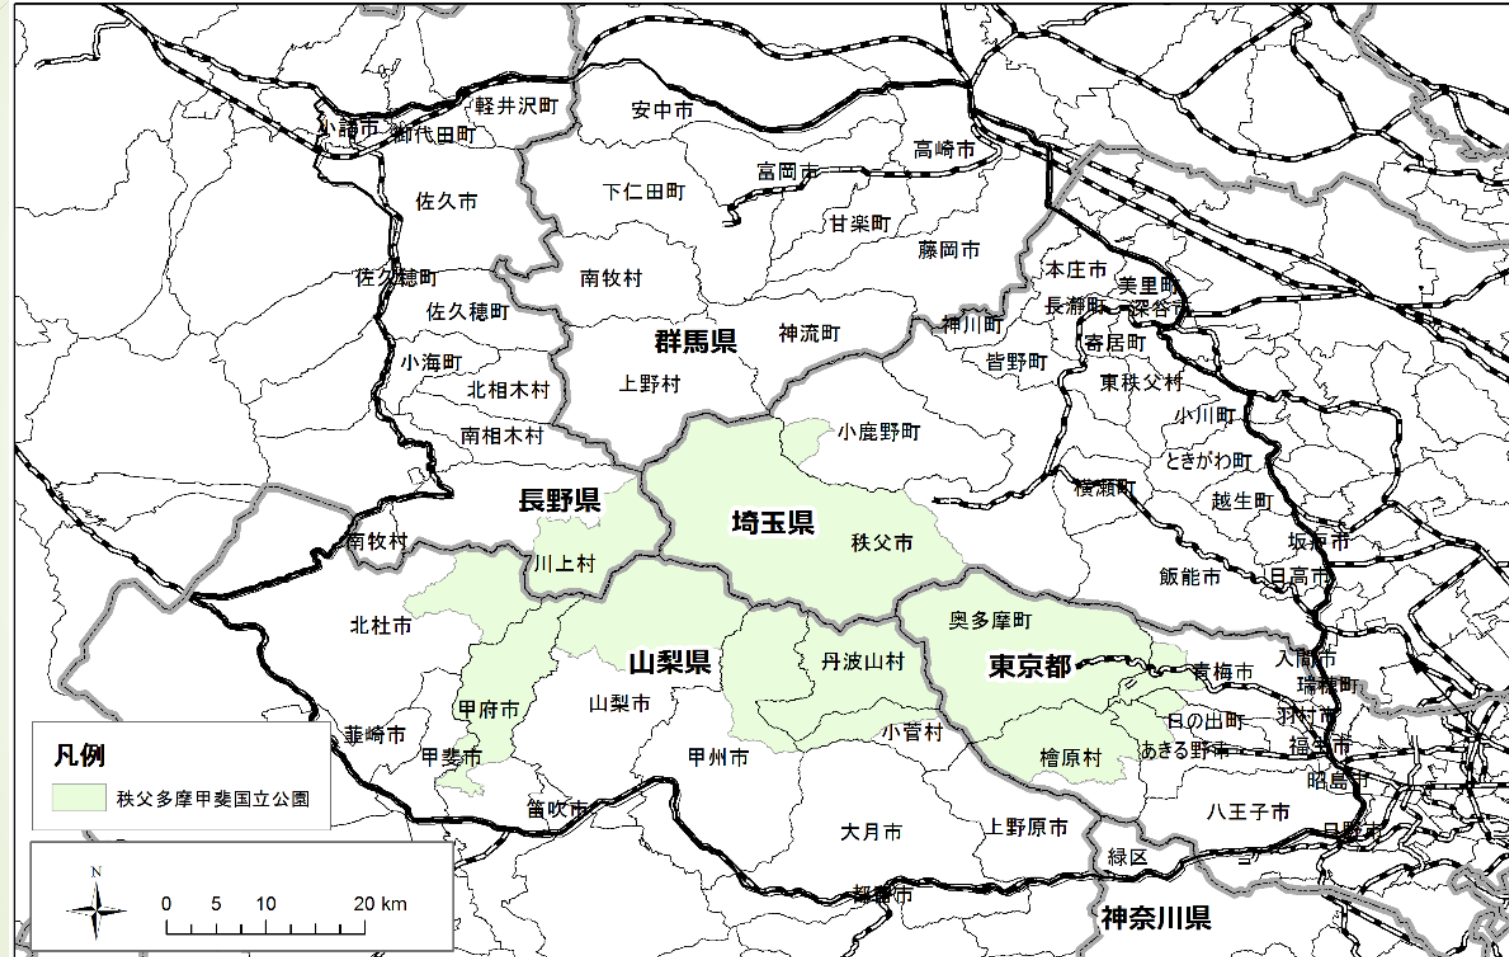 軽井沢町
安中市
小諸市
御代田町
高崎市
富岡市
下仁田町
佐久市
甘楽町
藤岡市
佐久穂町
南牧村
本庄市
美里町
佐久穂町
長瀞町
深谷市
群馬県
神流町
神川町
寄居町
小海町
皆野町
北相木村
上野村
東秩父村
小川町
南相木村
小鹿野町
ときがわ町
長野県
横瀬町
越生町
埼玉県
南牧村
秩父市
坂戸市
川上村
飯能市
日高市
北杜市
奥多摩町
山梨県
丹波山村
東京都
青梅市
入間市
瑞穂町
甲府市
山梨市
日の出町
羽村市
韮崎市
甲斐市
甲州市
小菅村
檜原村
あきる野市
福生市
昭島市
笛吹市
大月市
上野原市
八王子市
日野市
緑区
都留市
神奈川県
凡例
秩父多摩甲斐国立公園
N
0 5 10 20 km